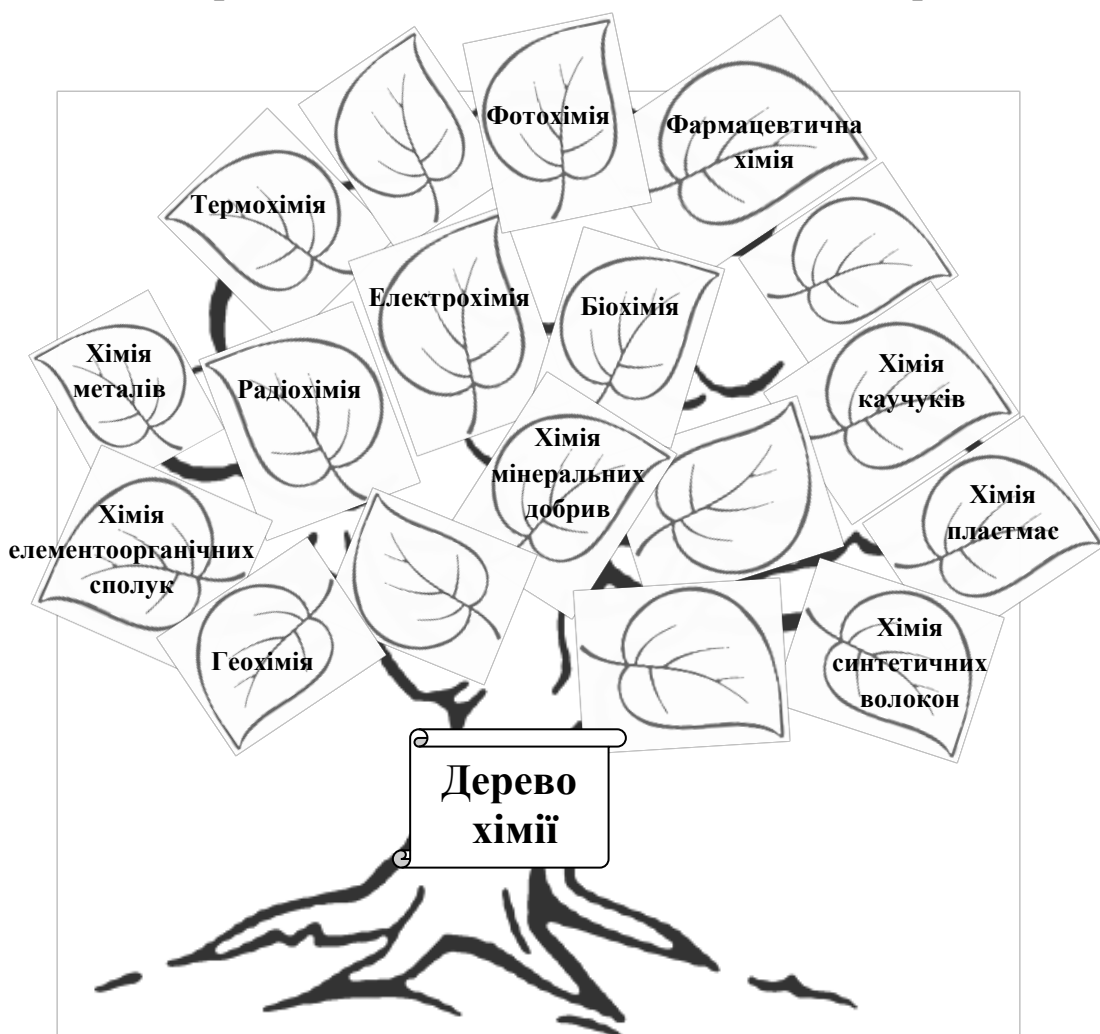 Фотохімія
Фармацевтична
хімія
Термохімія
Електрохімія
Біохімія
Хімія
металів
Радіохімія
Хімія
каучуків
Хімія
мінеральних
добрив
Хімія
пластмас
Хімія
елементоорганічних
сполук
Геохімія
Хімія
синтетичних
волокон
Дерево
хімії